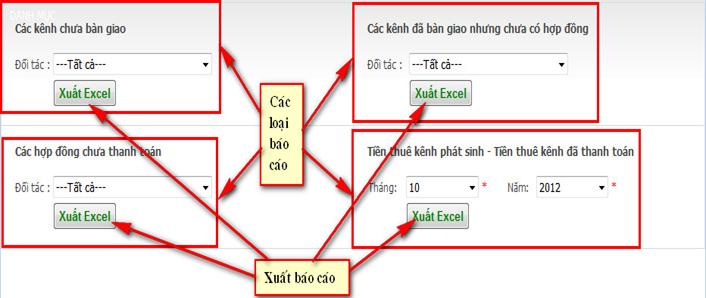 DANH MỤC
Các kênh chưa bàn giao
Đối tác : ---Tất cả---
Xuất Excel
Các kênh đã bàn giao nhưng chưa có hợp đồng
Đối tác : ---Tất cả---
Xuất Excel
Các
loại
báo
cáo
Các hợp đồng chưa thanh toán
Đối tác : ---Tất cả---
Xuất Excel
Tiền thuê kênh phát sinh - Tiền thuê kênh đã thanh toán
Tháng: 10 * Năm: 2012 *
Xuất Excel
Xuất báo cáo